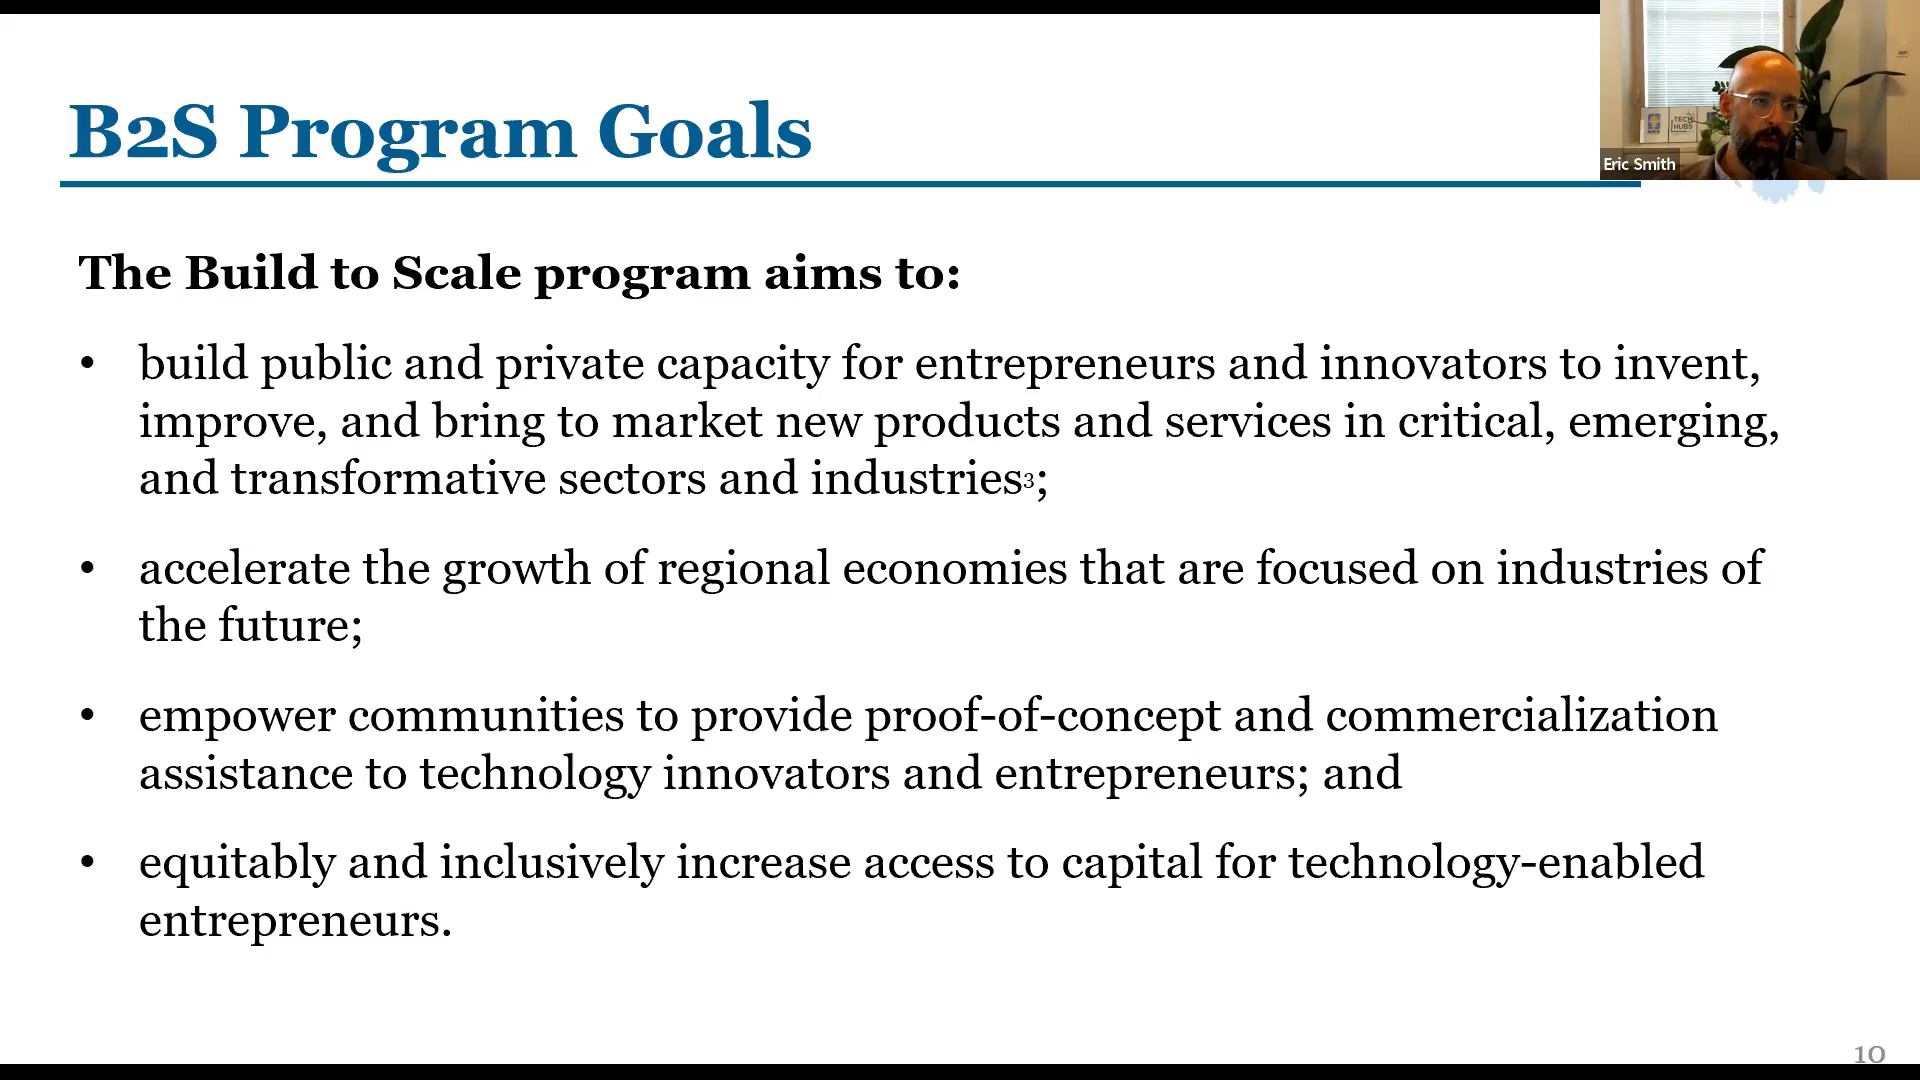 B2S Program Goals
TECH
HUBS
Eric Smith
The Build to Scale program aims to:
• build public and private capacity for entrepreneurs and innovators to invent,
improve, and bring to market new products and services in critical, emerging,
and transformative sectors and industries³;
• accelerate the growth of regional economies that are focused on industries of
the future;
• empower communities to provide proof-of-concept and commercialization
assistance to technology innovators and entrepreneurs; and
• equitably and inclusively increase access to capital for technology-enabled
entrepreneurs.
10